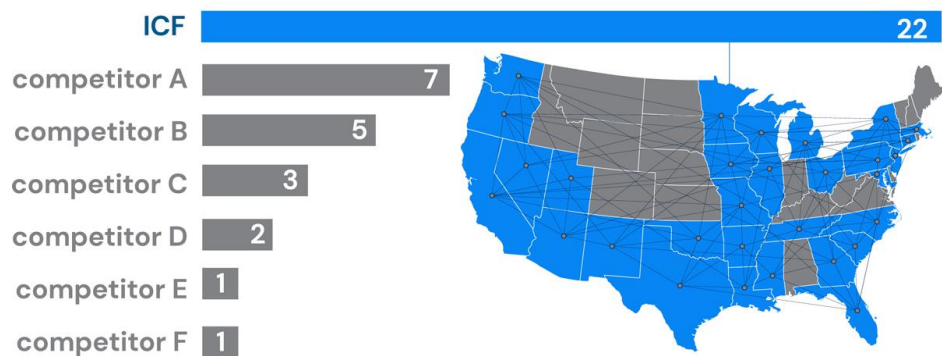 ICF 22
competitor A 7
competitor B 5
competitor C 3
competitor D 2
competitor E 1
competitor F 1